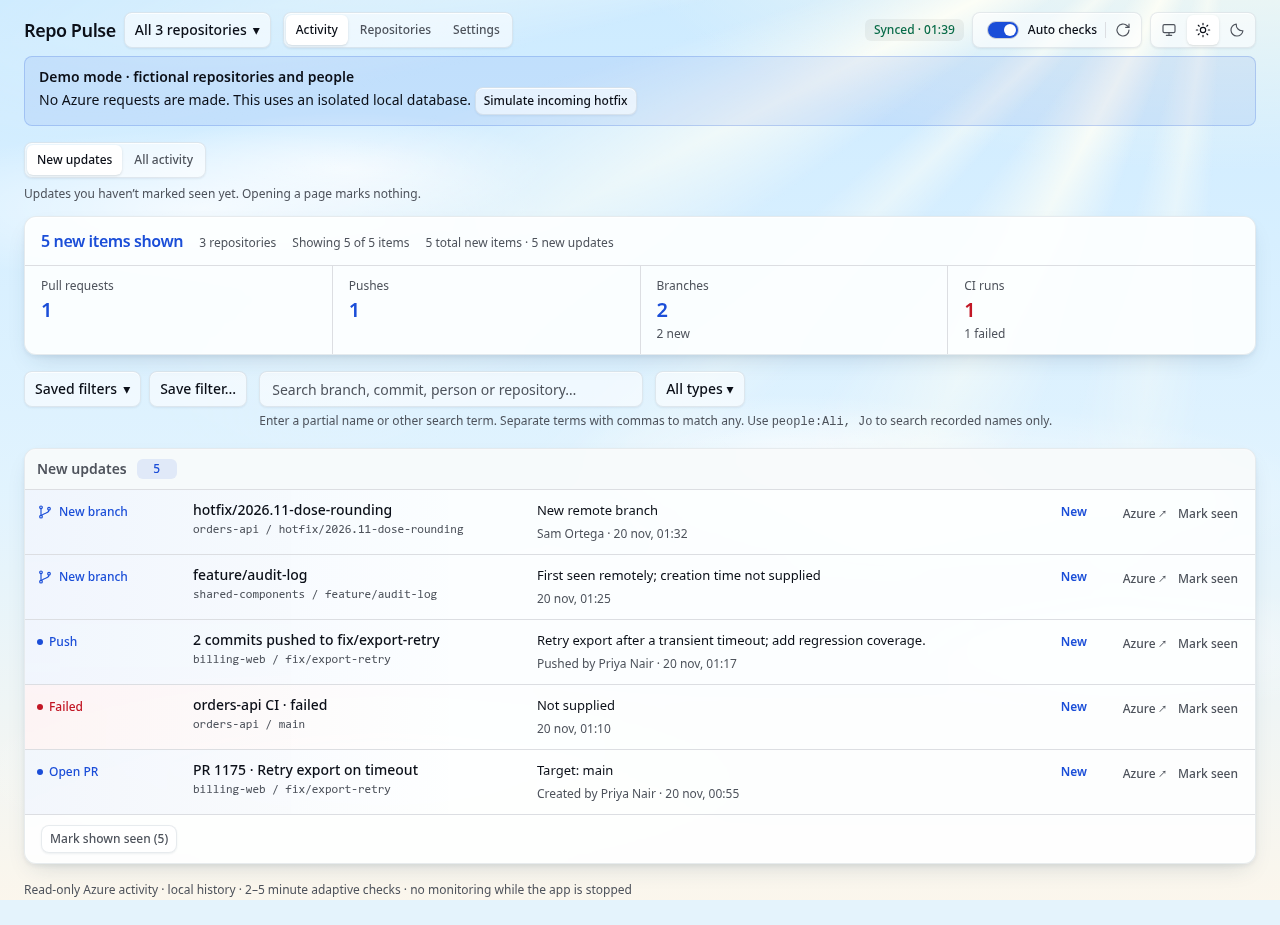 Repo Pulse
All 3 repositories ▾
Activity
Repositories
Settings
Synced · 01:39
Auto checks
Demo mode · fictional repositories and people
No Azure requests are made. This uses an isolated local database.
Simulate incoming hotfix
New updates
All activity
Updates you haven’t marked seen yet. Opening a page marks nothing.
5 new items shown
3 repositories
Showing 5 of 5 items
5 total new items · 5 new updates
Pull requests
1
Pushes
1
Branches
2
2 new
CI runs
1
1 failed
Saved filters ▾
Save filter…
Search branch, commit, person or repository…
All types ▾
Enter a partial name or other search term. Separate terms with commas to match any. Use people:Ali, Jo to search recorded names only.
New updates
5
New branch
hotfix/2026.11-dose-rounding
orders-api / hotfix/2026.11-dose-rounding
New remote branch
Sam Ortega · 20 nov, 01:32
New
Azure ↗
Mark seen
New branch
feature/audit-log
shared-components / feature/audit-log
First seen remotely; creation time not supplied
20 nov, 01:25
New
Azure ↗
Mark seen
Push
2 commits pushed to fix/export-retry
billing-web / fix/export-retry
Retry export after a transient timeout; add regression coverage.
Pushed by Priya Nair · 20 nov, 01:17
New
Azure ↗
Mark seen
Failed
orders-api CI · failed
orders-api / main
Not supplied
20 nov, 01:10
New
Azure ↗
Mark seen
Open PR
PR 1175 · Retry export on timeout
billing-web / fix/export-retry
Target: main
Created by Priya Nair · 20 nov, 00:55
New
Azure ↗
Mark seen
Mark shown seen (5)
Read-only Azure activity · local history · 2–5 minute adaptive checks · no monitoring while the app is stopped